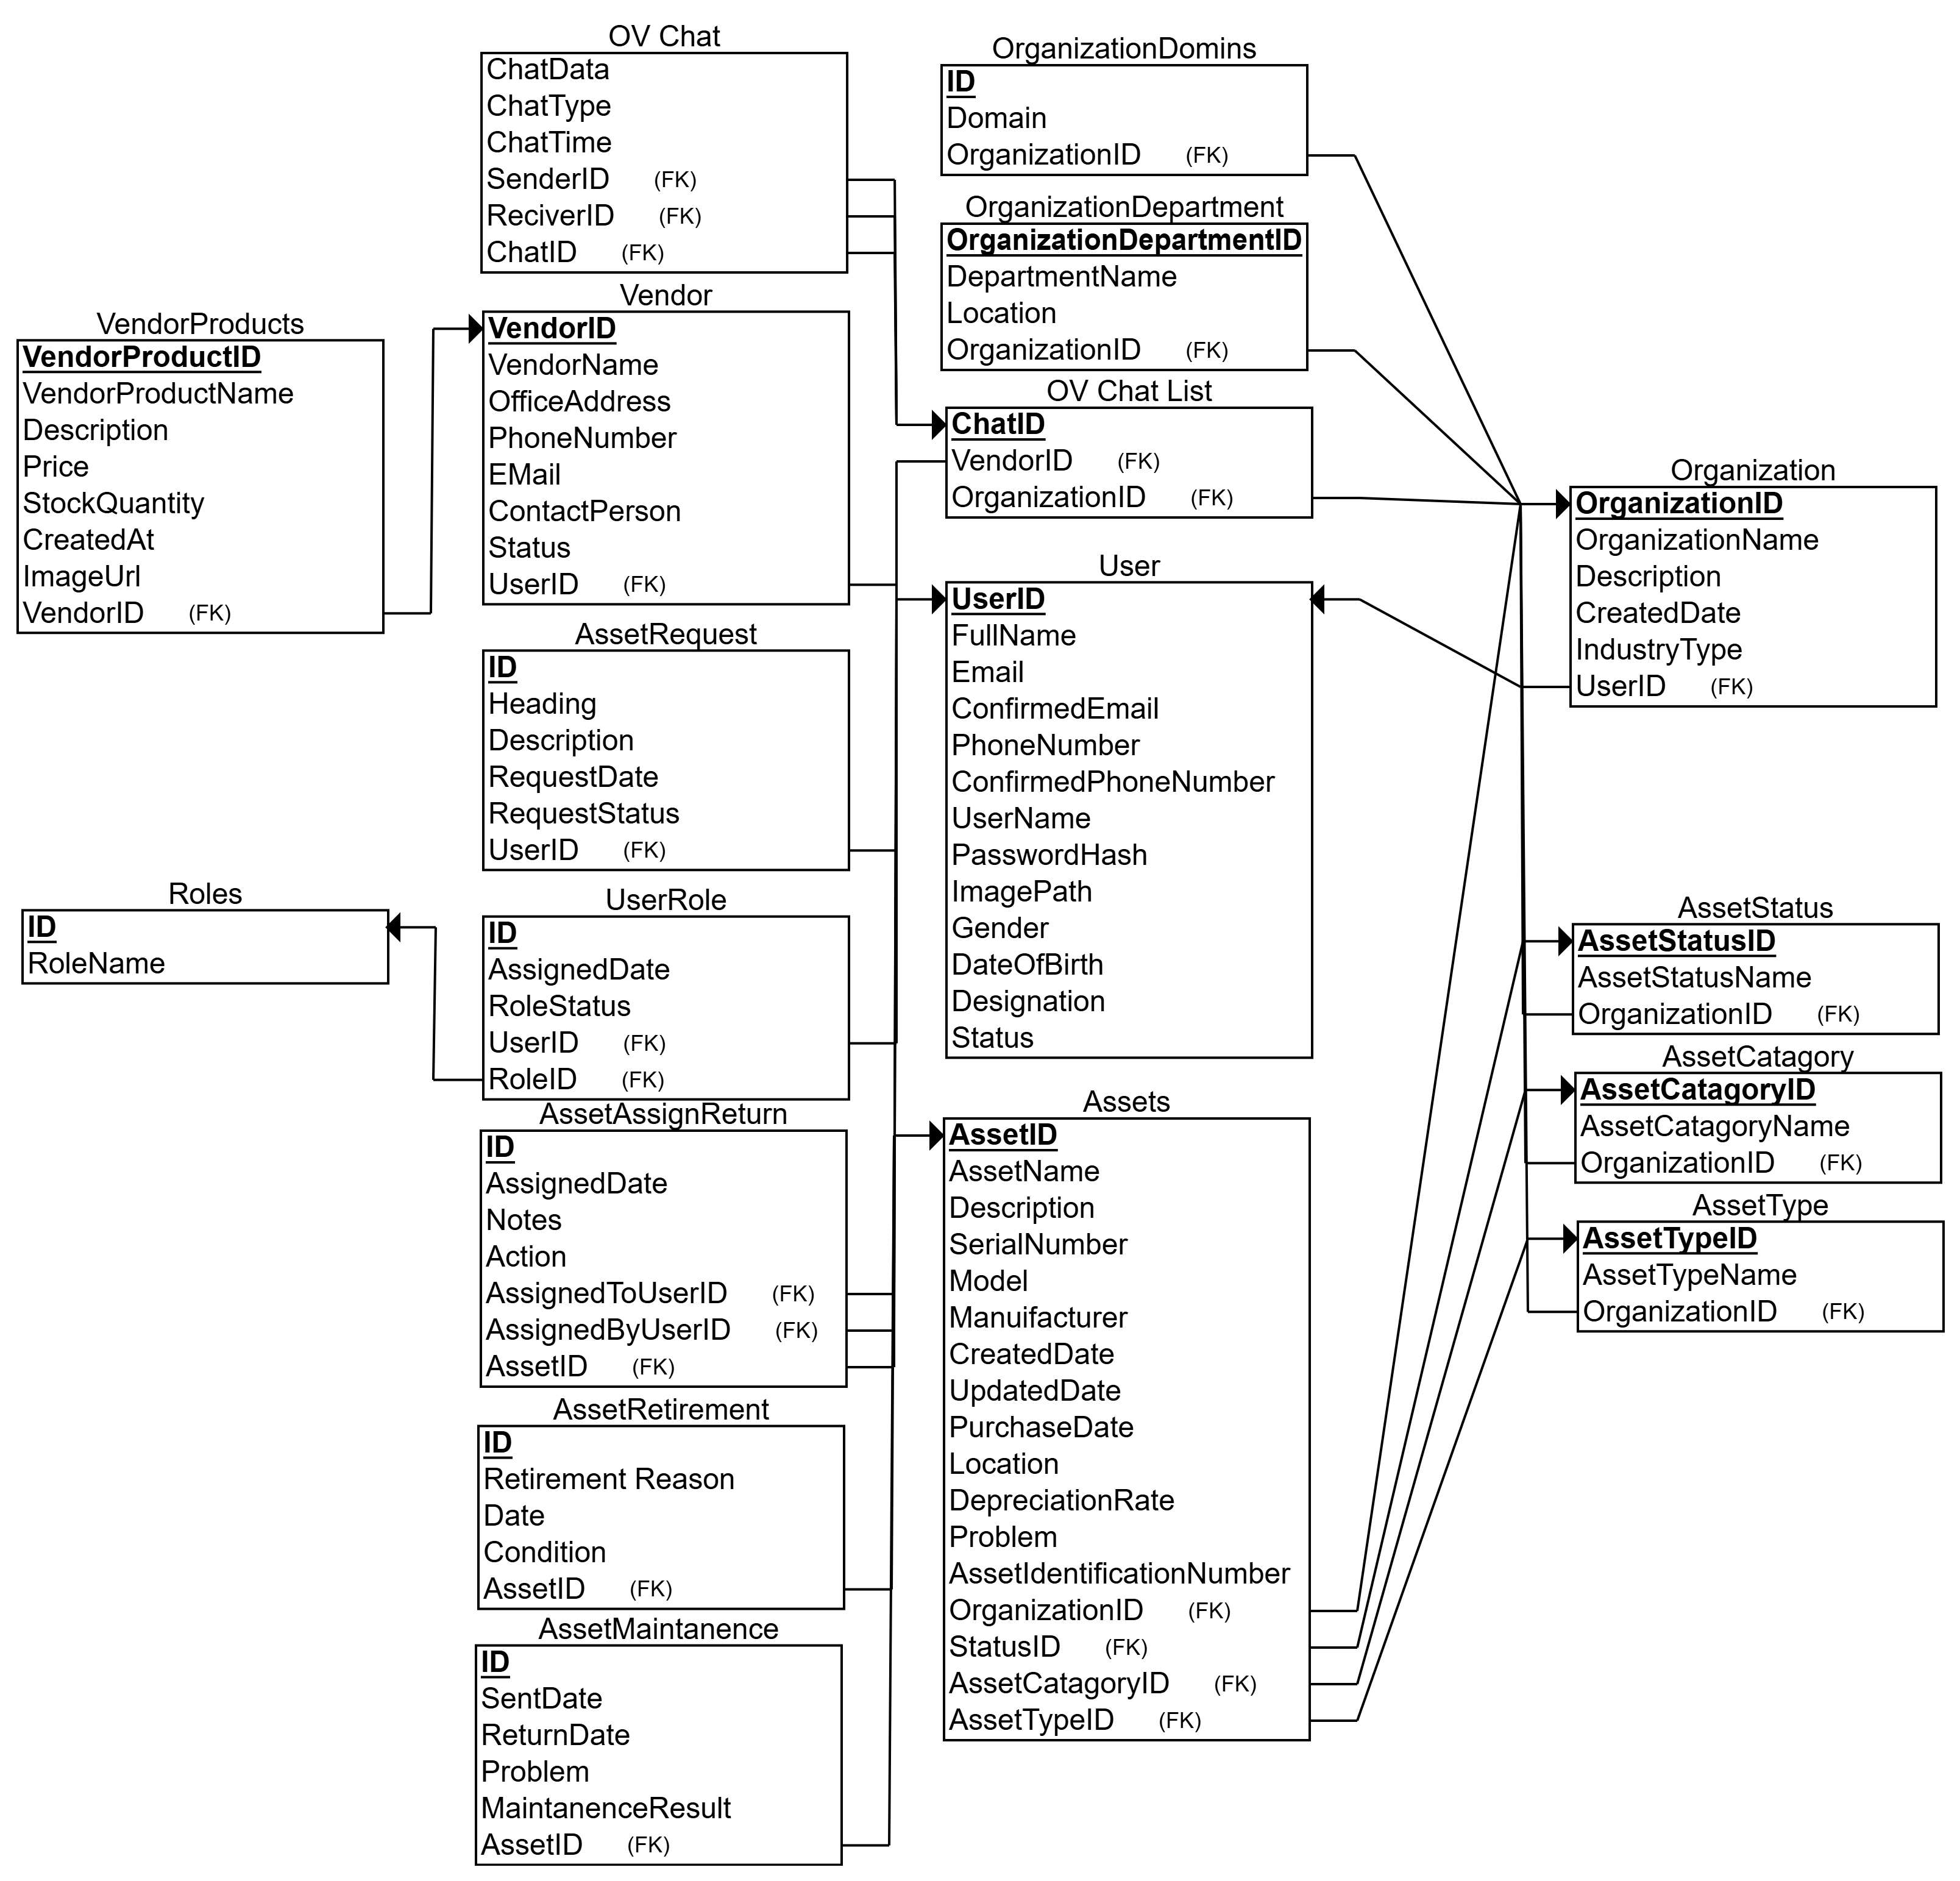 OV Chat
ChatData
ChatType
ChatTime
SenderID (FK)
ReciverID (FK)
ChatID (FK)
OrganizationDomins
ID
Domain
OrganizationID (FK)
OrganizationDepartment
OrganizationDepartmentID
DepartmentName
Location
OrganizationID (FK)
Vendor
VendorID
VendorName
OfficeAddress
PhoneNumber
EMail
ContactPerson
Status
UserID (FK)
VendorProducts
VendorProductID
VendorProductName
Description
Price
StockQuantity
CreatedAt
ImageUrl
VendorID (FK)
OV Chat List
ChatID
VendorID (FK)
OrganizationID (FK)
Organization
OrganizationID
OrganizationName
Description
CreatedDate
IndustryType
UserID (FK)
User
UserID
FullName
Email
ConfirmedEmail
PhoneNumber
ConfirmedPhoneNumber
UserName
PasswordHash
ImagePath
Gender
DateOfBirth
Designation
Status
AssetRequest
ID
Heading
Description
RequestDate
RequestStatus
UserID (FK)
Roles
ID
RoleName
UserRole
ID
AssignedDate
RoleStatus
UserID (FK)
RoleID (FK)
AssetStatus
AssetStatusID
AssetStatusName
OrganizationID (FK)
AssetCatagory
AssetCatagoryID
AssetCatagoryName
OrganizationID (FK)
AssetType
AssetTypeID
AssetTypeName
OrganizationID (FK)
Assets
AssetID
AssetName
Description
SerialNumber
Model
Manuifacturer
CreatedDate
UpdatedDate
PurchaseDate
Location
DepreciationRate
Problem
AssetIdentificationNumber
OrganizationID (FK)
StatusID (FK)
AssetCatagoryID (FK)
AssetTypeID (FK)
AssetAssignReturn
ID
AssignedDate
Notes
Action
AssignedToUserID (FK)
AssignedByUserID (FK)
AssetID (FK)
AssetRetirement
ID
Retirement Reason
Date
Condition
AssetID (FK)
AssetMaintanence
ID
SentDate
ReturnDate
Problem
MaintanenceResult
AssetID (FK)